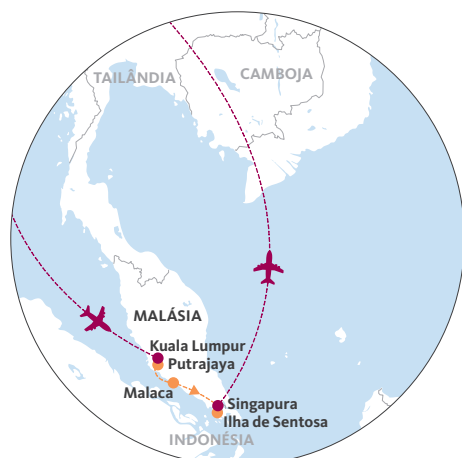 TAILÂNDIA
CAMBOJA
MALÁSIA
Kuala Lumpur
Putrajaya
Malaca
Singapura
Ilha de Sentosa
INDONÉSIA